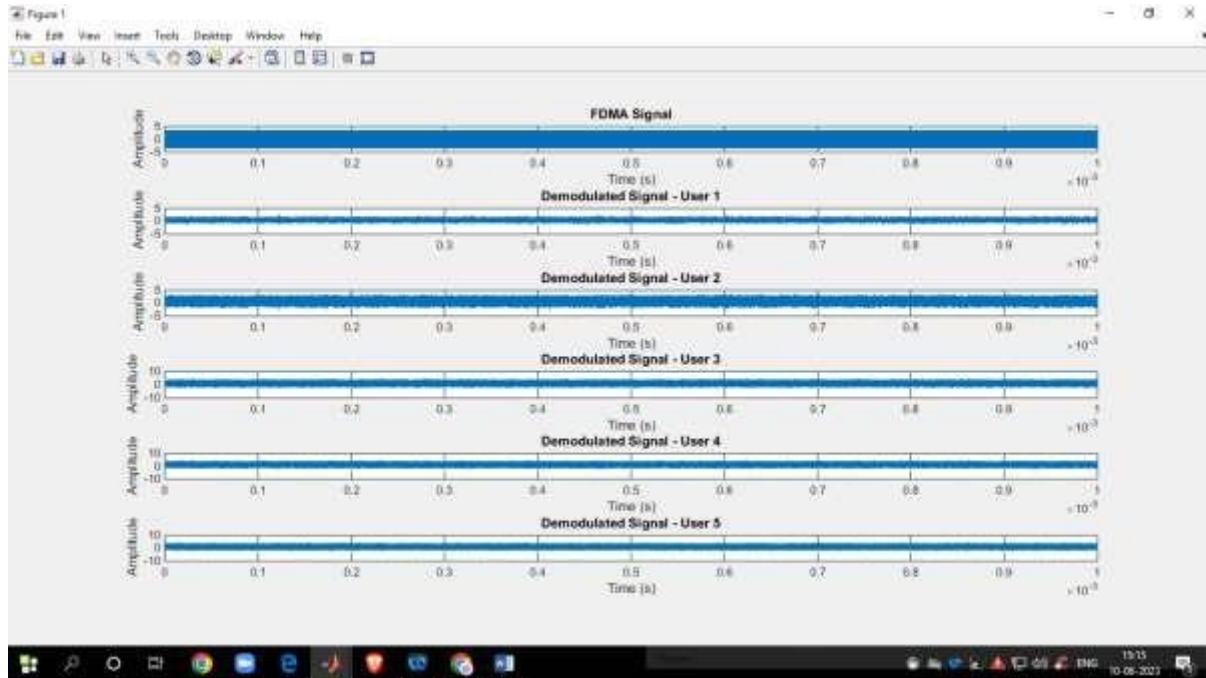 Figure 1
File Edit View Insert Tools Desktop Window Help
FDMA Signal
Amplitude
5
0
-5
0 0.1 0.2 0.3 0.4 0.5 0.6 0.7 0.8 0.9 1
Time (s)
×10-3
Demodulated Signal - User 1
Amplitude
5
0
-5
0 0.1 0.2 0.3 0.4 0.5 0.6 0.7 0.8 0.9 1
Time (s)
×10-3
Demodulated Signal - User 2
Amplitude
5
0
-5
0 0.1 0.2 0.3 0.4 0.5 0.6 0.7 0.8 0.9 1
Time (s)
×10-3
Demodulated Signal - User 3
Amplitude
10
0
-10
0 0.1 0.2 0.3 0.4 0.5 0.6 0.7 0.8 0.9 1
Time (s)
×10-3
Demodulated Signal - User 4
Amplitude
10
0
-10
0 0.1 0.2 0.3 0.4 0.5 0.6 0.7 0.8 0.9 1
Time (s)
×10-3
Demodulated Signal - User 5
Amplitude
10
0
-10
0 0.1 0.2 0.3 0.4 0.5 0.6 0.7 0.8 0.9 1
Time (s)
×10-3
ENG
15:15
10-08-2023